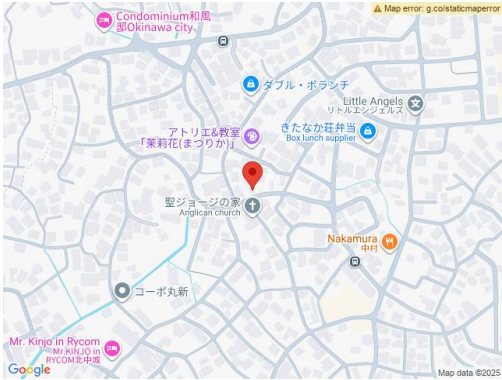 Map error: g.co/staticmaperror
Condominium和風
邸Okinawa city
ダブル・ボランチ
Little Angels
リトルエンジェルズ
きたなか荘弁当
Box lunch supplier
アトリエ&教室
「茉莉花(まつりか)」
聖ジョージの家
Anglican church
Nakamura
中村
コーポ丸新
Mr. Kinjo in Rycom
Mr.KINJO in
RYCOM北中城
Google
Map data ©2025